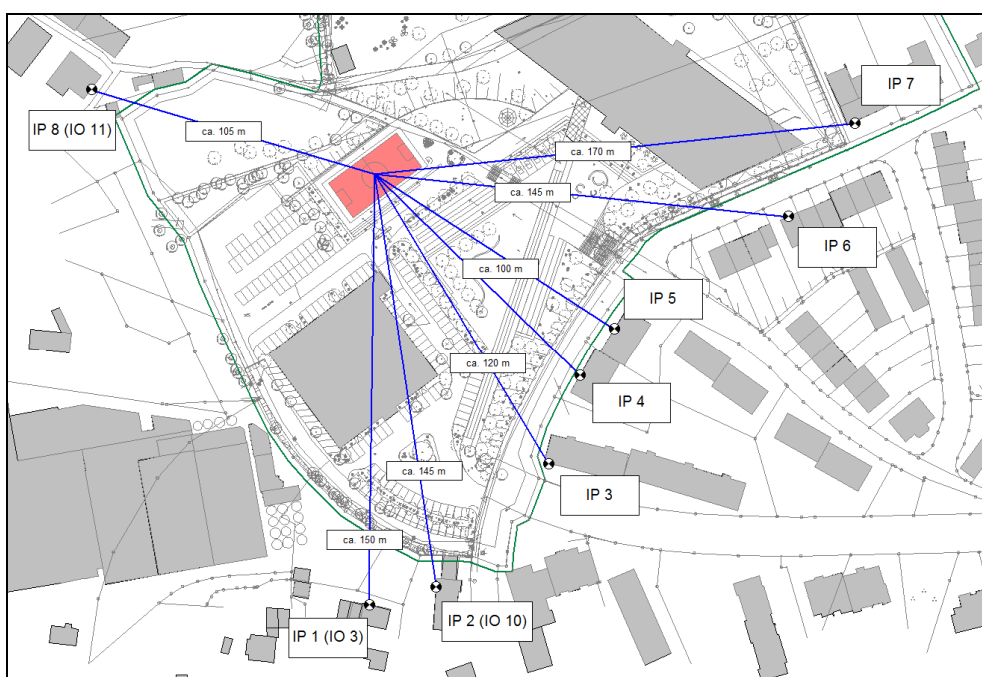 IP 7
IP 8 (IO 11)
ca. 105 m
ca. 170 m
ca. 145 m
IP 6
ca. 100 m
IP 5
ca. 120 m
IP 4
ca. 145 m
IP 3
ca. 150 m
IP 1 (IO 3)
IP 2 (IO 10)